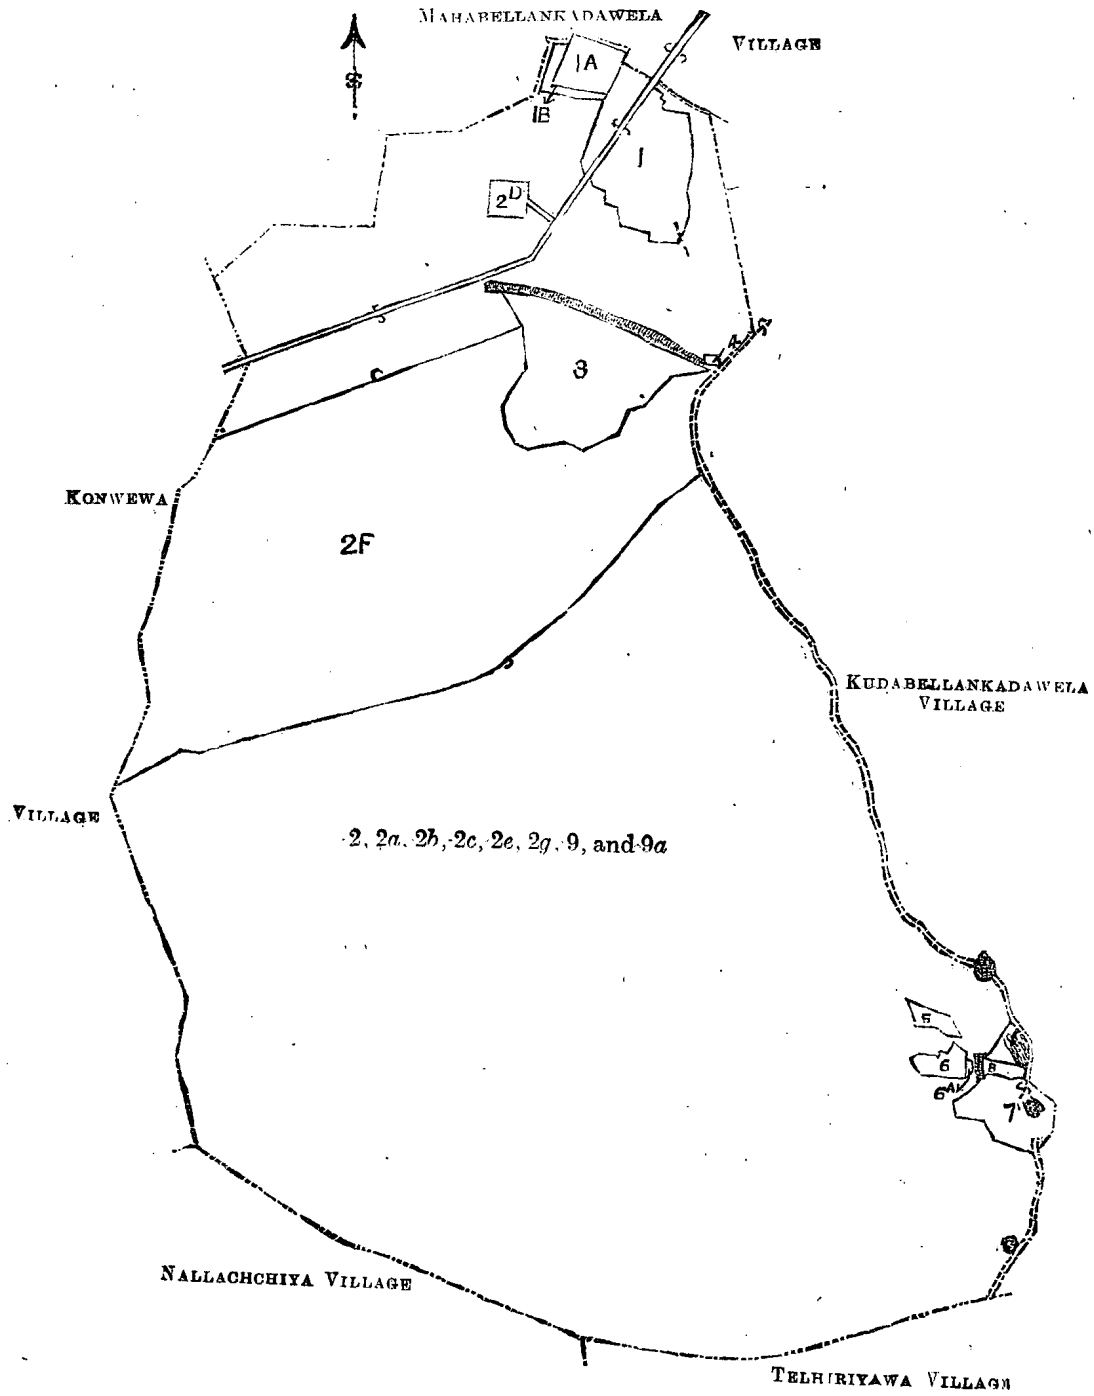 MAHABELLANKADAWELA
VILLAGE
1A
1B
1
2D
4
3
KONWEWA
2F
KUDABELLANKADAWELA
VILLAGE
VILLAGE
2, 2a, 2b, 2c, 2e, 2g, 9, and 9a
5
6
8
6A
7
NALLACHCHIYA VILLAGE
TELHIRIYAWA VILLAGE